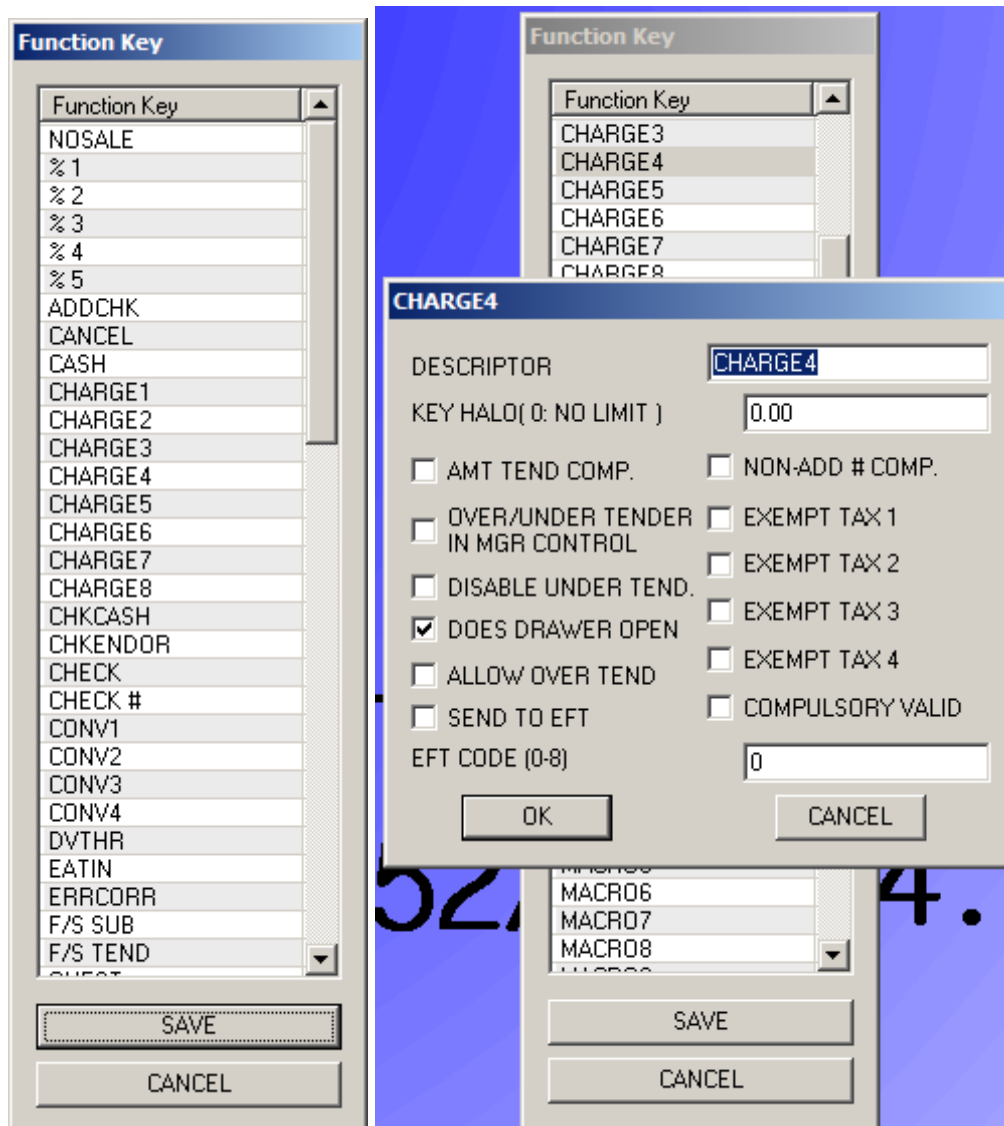 Function Key
Function Key
NOSALE
% 1
% 2
% 3
% 4
% 5
ADDCHK
CANCEL
CASH
CHARGE1
CHARGE2
CHARGE3
CHARGE4
CHARGE5
CHARGE6
CHARGE7
CHARGE8
CHKCASH
CHKENDOR
CHECK
CHECK #
CONV1
CONV2
CONV3
CONV4
DVTHR
EATIN
ERRCORR
F/S SUB
F/S TEND
SAVE
CANCEL
Function Key
Function Key
CHARGE3
CHARGE4
CHARGE5
CHARGE6
CHARGE7
CHARGE8
CHARGE4
DESCRIPTOR CHARGE4
KEY HALO( 0: NO LIMIT ) 0.00
AMT TEND COMP. NON-ADD # COMP.
OVER/UNDER TENDER EXEMPT TAX 1
IN MGR CONTROL
EXEMPT TAX 2
DISABLE UNDER TEND.
EXEMPT TAX 3
DOES DRAWER OPEN
EXEMPT TAX 4
ALLOW OVER TEND
SEND TO EFT COMPULSORY VALID
EFT CODE (0-8) 0
OK CANCEL
MACRO6
MACRO7
MACRO8
SAVE
CANCEL